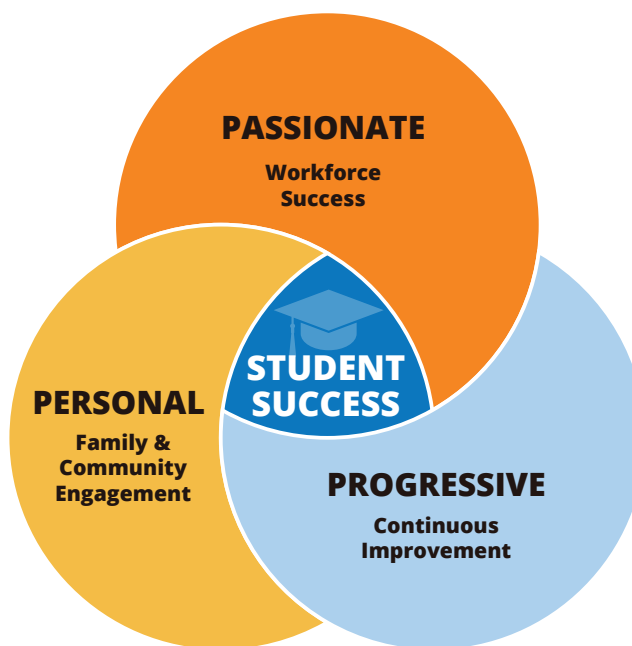 PASSIONATE
Workforce
Success
STUDENT
SUCCESS
PERSONAL
Family &
Community
Engagement
PROGRESSIVE
Continuous
Improvement